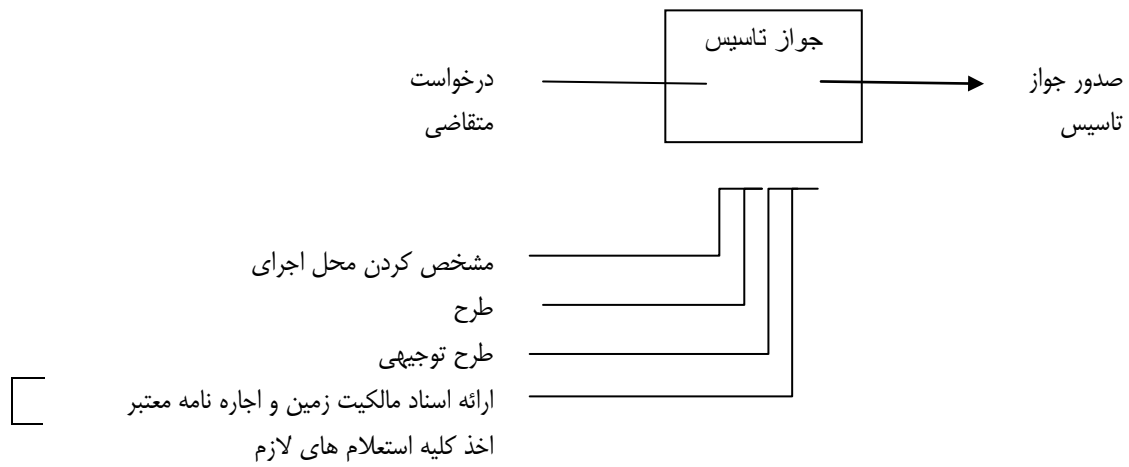 جواز تاسیس
درخواست
متقاضی
صدور جواز
تاسیس
مشخص کردن محل اجرای
طرح
طرح توجیهی
ارائه اسناد مالکیت زمین و اجاره نامه معتبر
اخذ کلیه استعلام های لازم